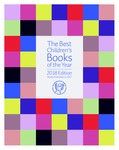 The Best
Children's
Books
of the Year
2018 Edition